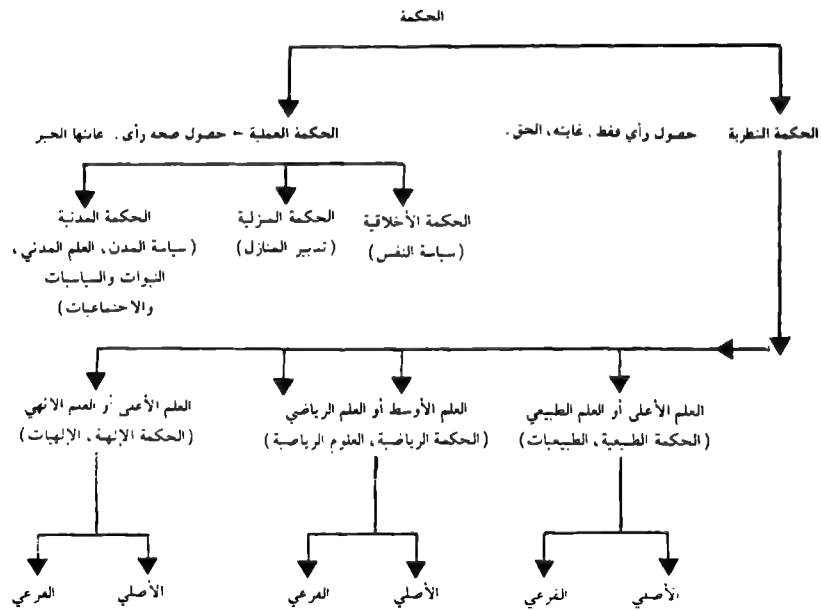 الحكمة
الحكمة النظرية حصول رأي فقط، غايته، الحق.
الحكمة العملية ← حصول صحة رأى. غايتها الخير
الحكمة الأخلاقية
(سياسة النفس)
الحكمة المنزلية
(تدبير المنازل)
الحكمة المدنية
(سياسة المدن، العلم المدني،
النبوات والسياسات
والاجتماعيات)
العلم الأعلى أو العلم الطبيعي
(الحكمة الطبيعية، الطبيعيات)
العلم الأوسط أو العلم الرياضي
(الحكمة الرياضية، العلوم الرياضية)
العلم الأعلى أو العلم الالهي
(الحكمة الإلهية، الإلهيات)
الأصلي
الفرعي
الأصلي
الفرعي
الأصلي
الفرعي